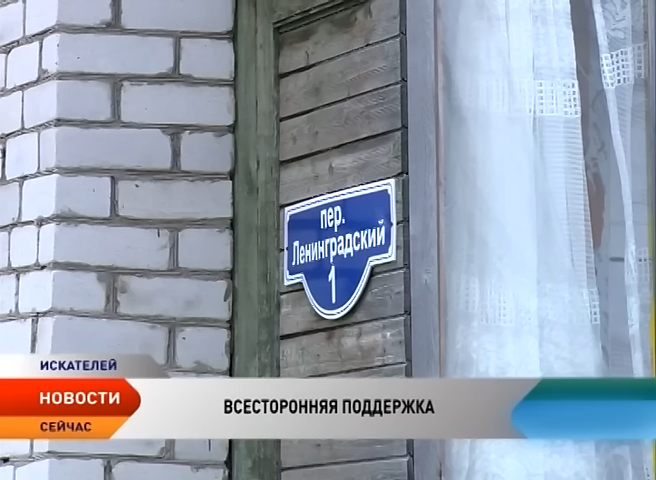 пер.
Ленинградский
1
ИСКАТЕЛЕЙ
НОВОСТИ
СЕЙЧАС
ВСЕСТОРОННЯЯ ПОДДЕРЖКА